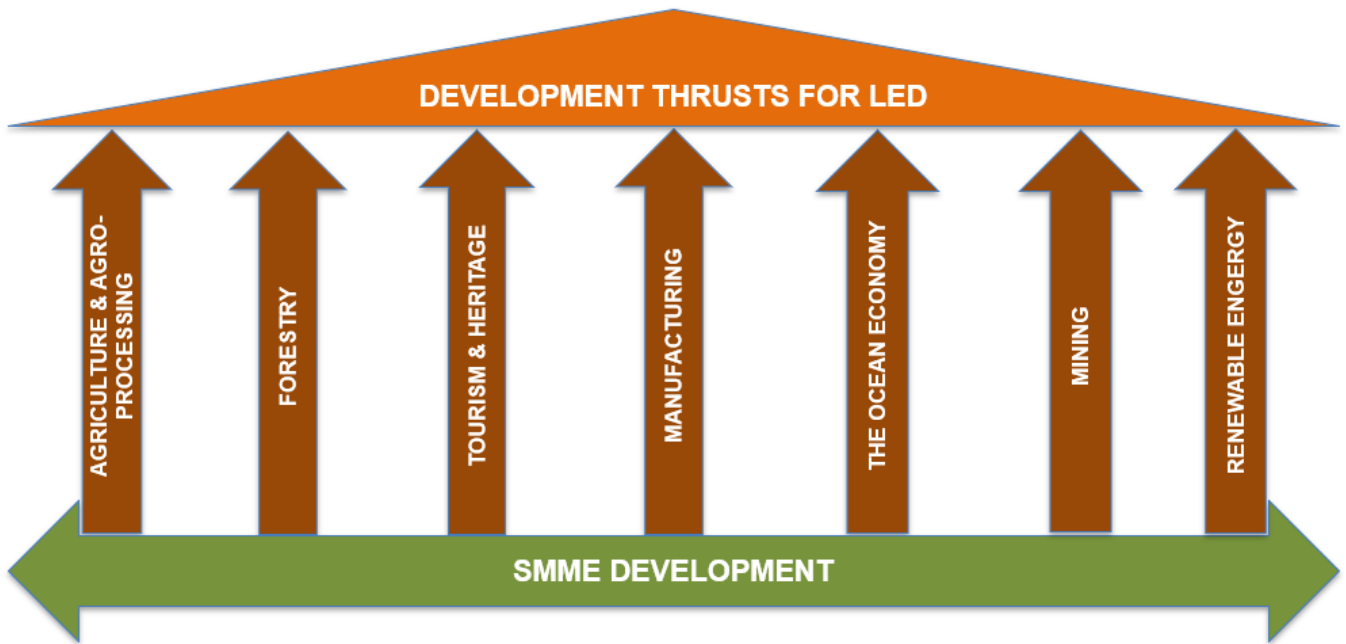 DEVELOPMENT THRUSTS FOR LED
AGRICULTURE & AGRO-
PROCESSING
FORESTRY
TOURISM & HERITAGE
MANUFACTURING
THE OCEAN ECONOMY
MINING
RENEWABLE ENGERGY
SMME DEVELOPMENT